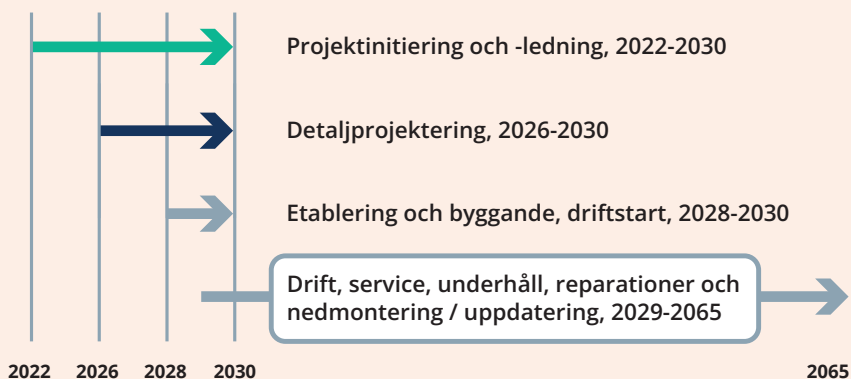 Projektinitiering och -ledning, 2022-2030
Detaljprojektering, 2026-2030
Etablering och byggande, driftstart, 2028-2030
Drift, service, underhåll, reparationer och
nedmontering / uppdatering, 2029-2065
2022 2026 2028 2030 2065